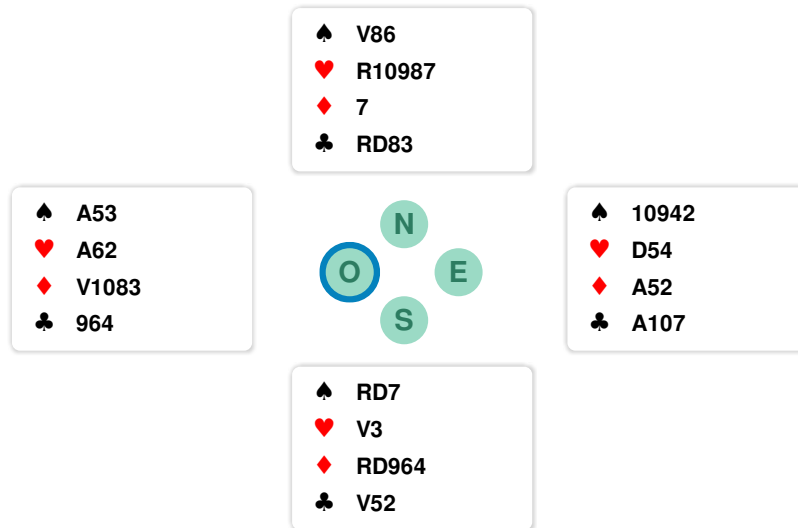 ♠ V86
♥ R10987
♦ 7
♣ RD83
♠ A53
♥ A62
♦ V1083
♣ 964
N
O E
S
♠ 10942
♥ D54
♦ A52
♣ A107
♠ RD7
♥ V3
♦ RD964
♣ V52